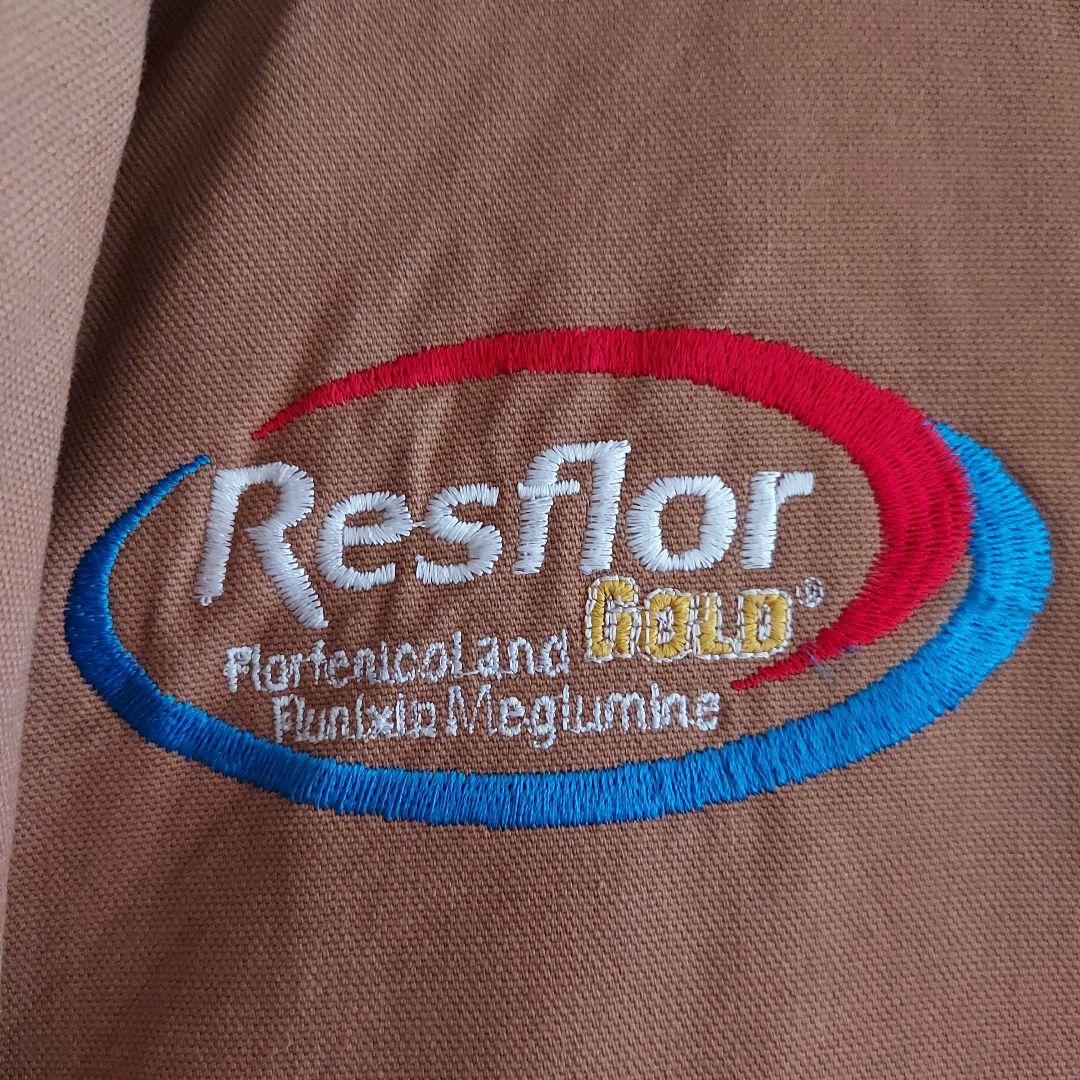 Resflor
GOLD®
Florfenicol and
Flunixin Meglumine